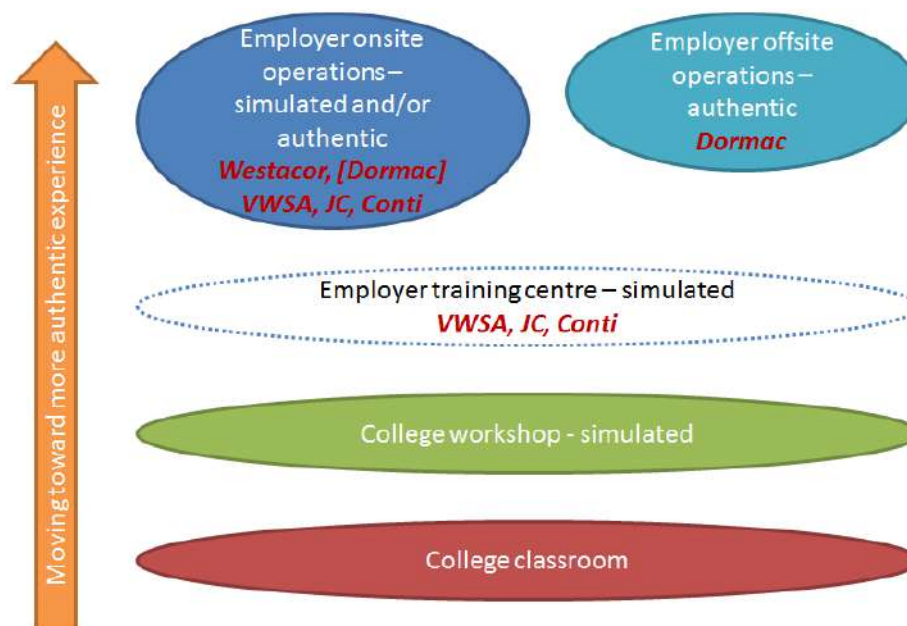 Moving toward more authentic experience
Employer onsite
operations –
simulated and/or
authentic
Westacor, [Dormac]
VWSA, JC, Conti
Employer offsite
operations –
authentic
Dormac
Employer training centre – simulated
VWSA, JC, Conti
College workshop - simulated
College classroom